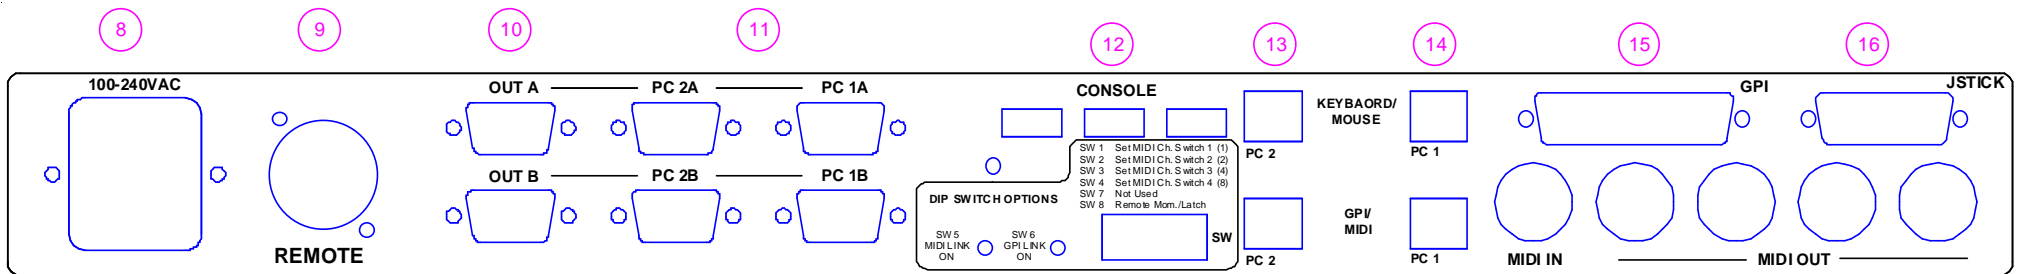 8 9 10 11 12 13 14 15 16
100-240VAC
REMOTE
OUT A PC 2A PC 1A
OUT B PC 2B PC 1B
CONSOLE
SW 1 Set MIDI Ch. Switch 1 (1)
SW 2 Set MIDI Ch. Switch 2 (2)
SW 3 Set MIDI Ch. Switch 3 (4)
SW 4 Set MIDI Ch. Switch 4 (8)
SW 7 Not Used
SW 8 Remote Mom./Latch
DIP SWITCH OPTIONS
SW 5
MIDI LINK
ON
SW 6
GPI LINK
ON
SW
KEYBAORD/
MOUSE
PC 2 PC 1
GPI/
MIDI
PC 2 PC 1
GPI
JSTICK
MIDI IN MIDI OUT